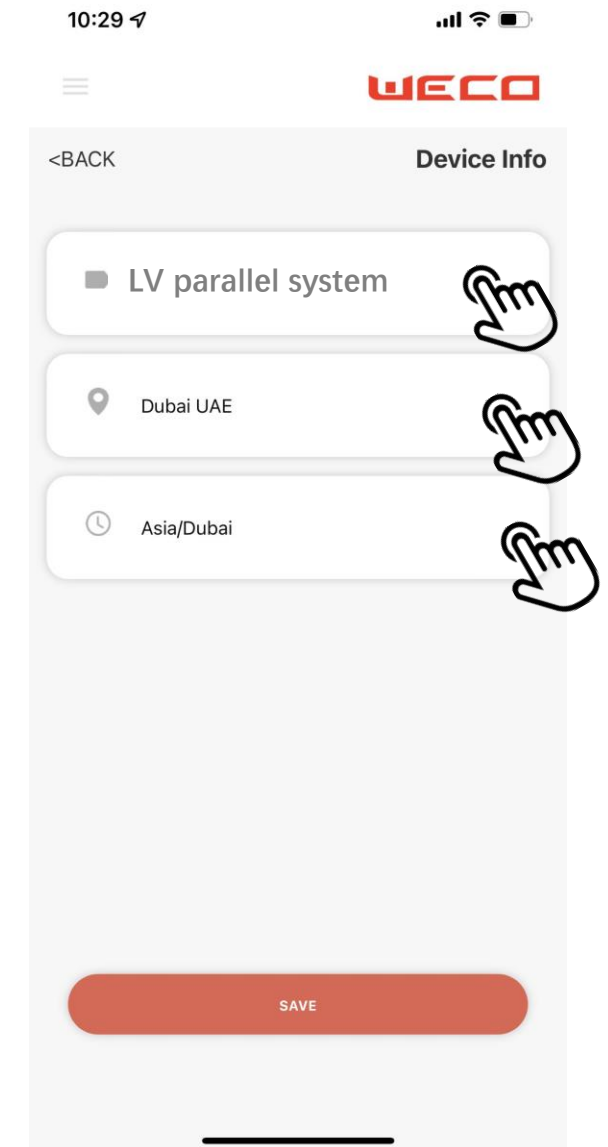 10:29
WECO
<BACK
Device Info
LV parallel system
Dubai UAE
Asia/Dubai
SAVE